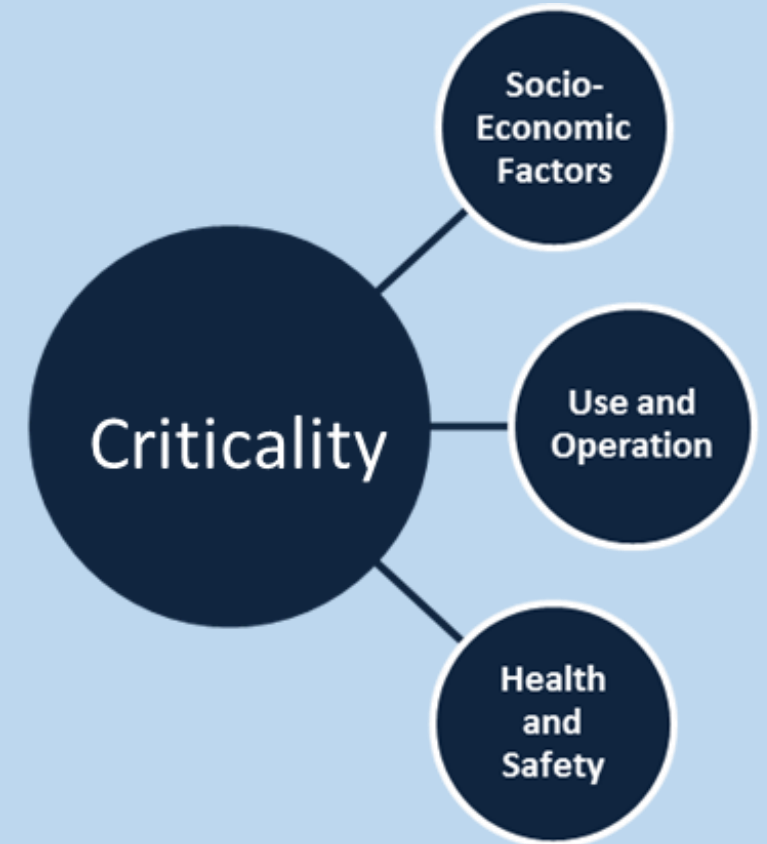 Socio-
Economic
Factors
Criticality
Use and
Operation
Health
and
Safety